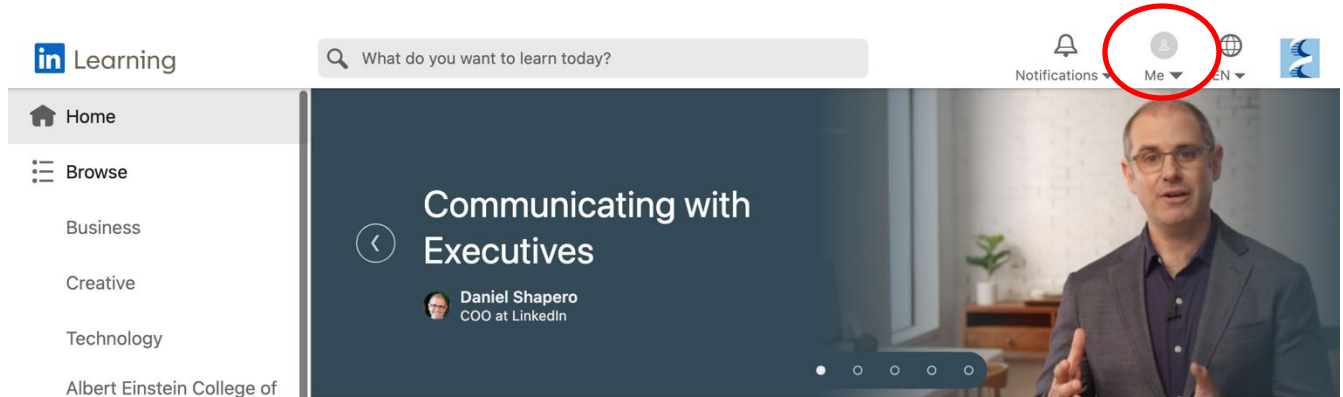 in Learning
What do you want to learn today?
Notifications
Me
EN
Home
Browse
Business
Creative
Technology
Albert Einstein College of
Communicating with
Executives
Daniel Shapero
COO at LinkedIn